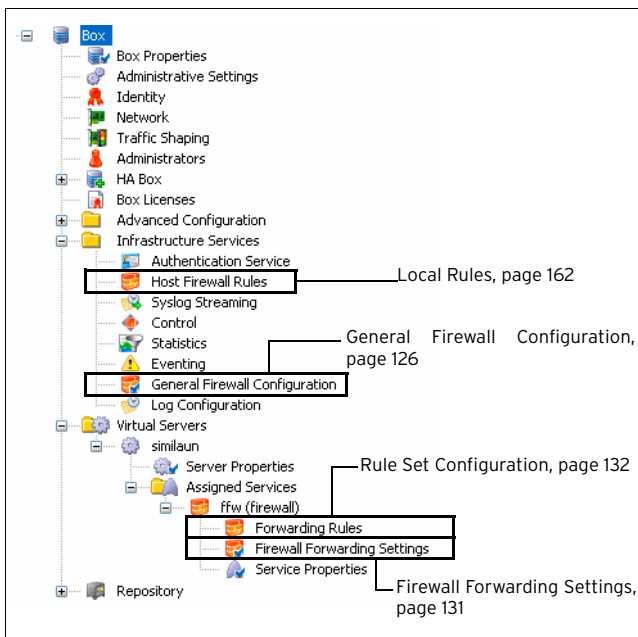 Box
Box Properties
Administrative Settings
Identity
Network
Traffic Shaping
Administrators
HA Box
Box Licenses
Advanced Configuration
Infrastructure Services
Authentication Service
Host Firewall Rules
Local Rules, page 162
Syslog Streaming
Control
Statistics
General Firewall Configuration,
page 126
Eventing
General Firewall Configuration
Log Configuration
Virtual Servers
similaun
Server Properties
Rule Set Configuration, page 132
Assigned Services
ffw (firewall)
Forwarding Rules
Firewall Forwarding Settings
Service Properties
Firewall Forwarding Settings,
page 131
Repository